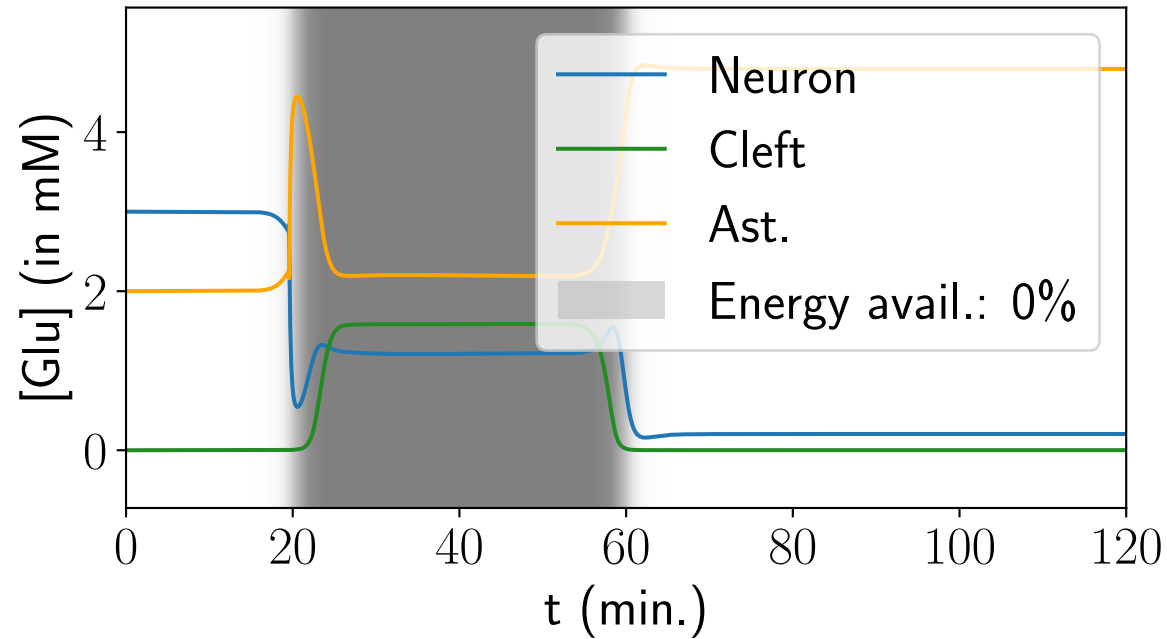 [Glu] (in mM)
4
2
0
Neuron
Cleft
Ast.
Energy avail.: 0%
0 20 40 60 80 100 120
t (min.)